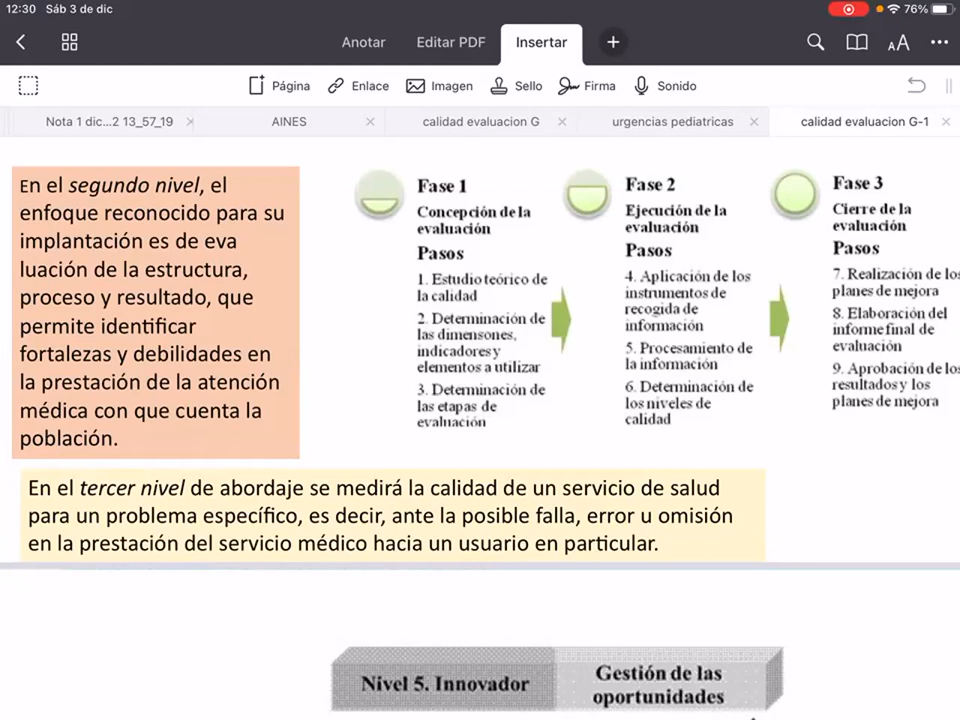 12:30 Sáb 3 de dic
76%
Anotar Editar PDF Insertar +
AA
Página Enlace Imagen Sello Firma Sonido
Nota 1 dic...2 13_57_19 × AINES × calidad evaluacion G × urgencias pediatricas × calidad evaluacion G-1 ×
En el segundo nivel, el
enfoque reconocido para su
implantación es de eva
luación de la estructura,
proceso y resultado, que
permite identificar
fortalezas y debilidades en
la prestación de la atención
médica con que cuenta la
población.
Fase 1
Concepción de la
evaluación
Pasos
1. Estudio teórico de
la calidad
2. Determinación de
las dimensones,
indicadores y
elementos a utilizar
3. Determinación de
las etapas de
evaluación
Fase 2
Ejecución de la
evaluación
Pasos
4. Aplicación de los
instrumentos de
recogida de
información
5. Procesamiento de
la información
6. Determinación de
los niveles de
calidad
Fase 3
Cierre de la
evaluación
Pasos
7. Realización de los
planes de mejora
8. Elaboración del
informe final de
evaluación
9. Aprobación de los
resultados y los
planes de mejora
En el tercer nivel de abordaje se medirá la calidad de un servicio de salud
para un problema específico, es decir, ante la posible falla, error u omisión
en la prestación del servicio médico hacia un usuario en particular.
Nivel 5. Innovador
Gestión de las
oportunidades